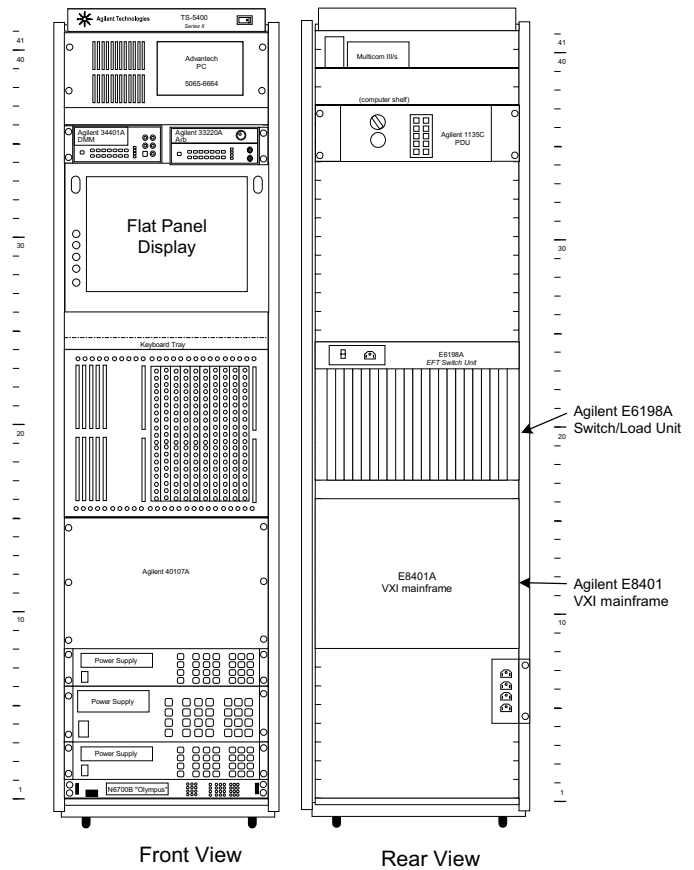 Agilent Technologies
TS-5400
Series II
41
40
Advantech
PC
5065-6664
Agilent 34401A
DMM
Agilent 33220A
Arb
Flat Panel
Display
30
Keyboard Tray
20
Agilent 40107A
10
Power Supply
Power Supply
Power Supply
N6700B "Olympus"
1
Front View
Multicom III/s
41
40
(computer shelf)
Agilent 1135C
PDU
30
E6198A
EFT Switch Unit
Agilent E6198A
Switch/Load Unit
20
E8401A
VXI mainframe
Agilent E8401
VXI mainframe
10
1
Rear View